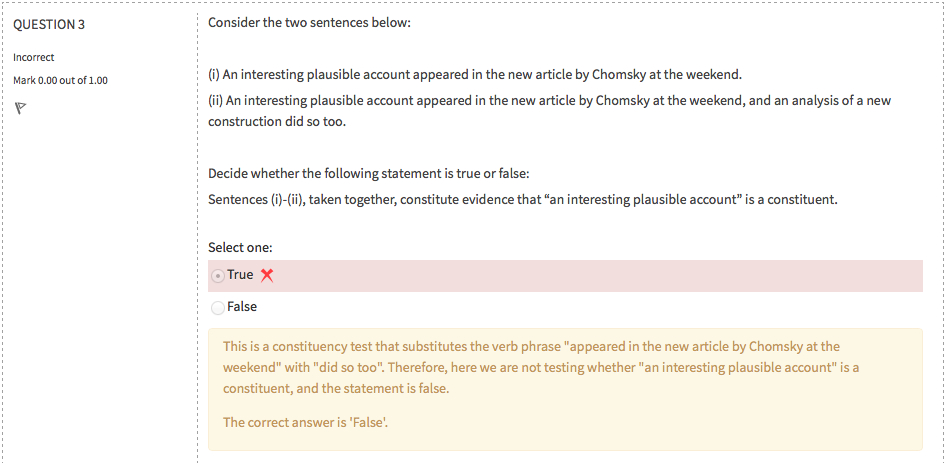 QUESTION 3
Incorrect
Mark 0.00 out of 1.00
Consider the two sentences below:
(i) An interesting plausible account appeared in the new article by Chomsky at the weekend.
(ii) An interesting plausible account appeared in the new article by Chomsky at the weekend, and an analysis of a new
construction did so too.
Decide whether the following statement is true or false:
Sentences (i)-(ii), taken together, constitute evidence that “an interesting plausible account” is a constituent.
Select one:
True
False
This is a constituency test that substitutes the verb phrase "appeared in the new article by Chomsky at the
weekend" with "did so too". Therefore, here we are not testing whether "an interesting plausible account" is a
constituent, and the statement is false.
The correct answer is 'False'.